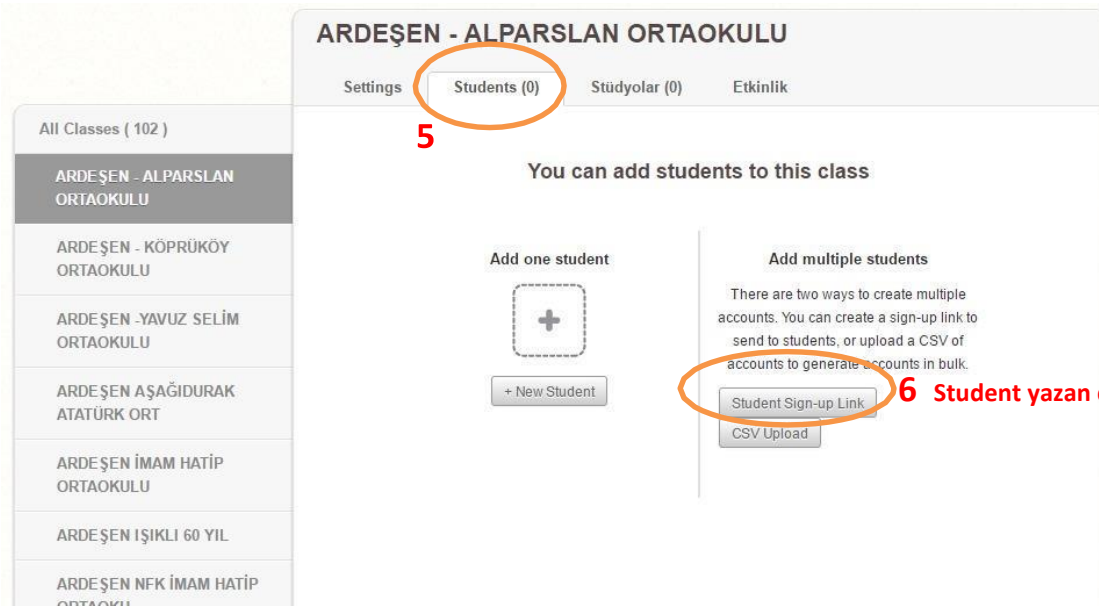 ARDEŞEN - ALPARSLAN ORTAOKULU
Settings Students (0) Stüdyolar (0) Etkinlik
5
All Classes ( 102 )
ARDEŞEN - ALPARSLAN
ORTAOKULU
ARDEŞEN - KÖPRÜKÖY
ORTAOKULU
ARDEŞEN -YAVUZ SELİM
ORTAOKULU
ARDEŞEN AŞAĞIDURAK
ATATÜRK ORT
ARDEŞEN İMAM HATİP
ORTAOKULU
ARDEŞEN IŞIKLI 60 YIL
ARDEŞEN NFK İMAM HATİP
ORTAOKU
You can add students to this class
Add one student
+ New Student
Add multiple students
There are two ways to create multiple
accounts. You can create a sign-up link to
send to students, or upload a CSV of
accounts to generate accounts in bulk.
Student Sign-up Link
CSV Upload
6 Student yazan